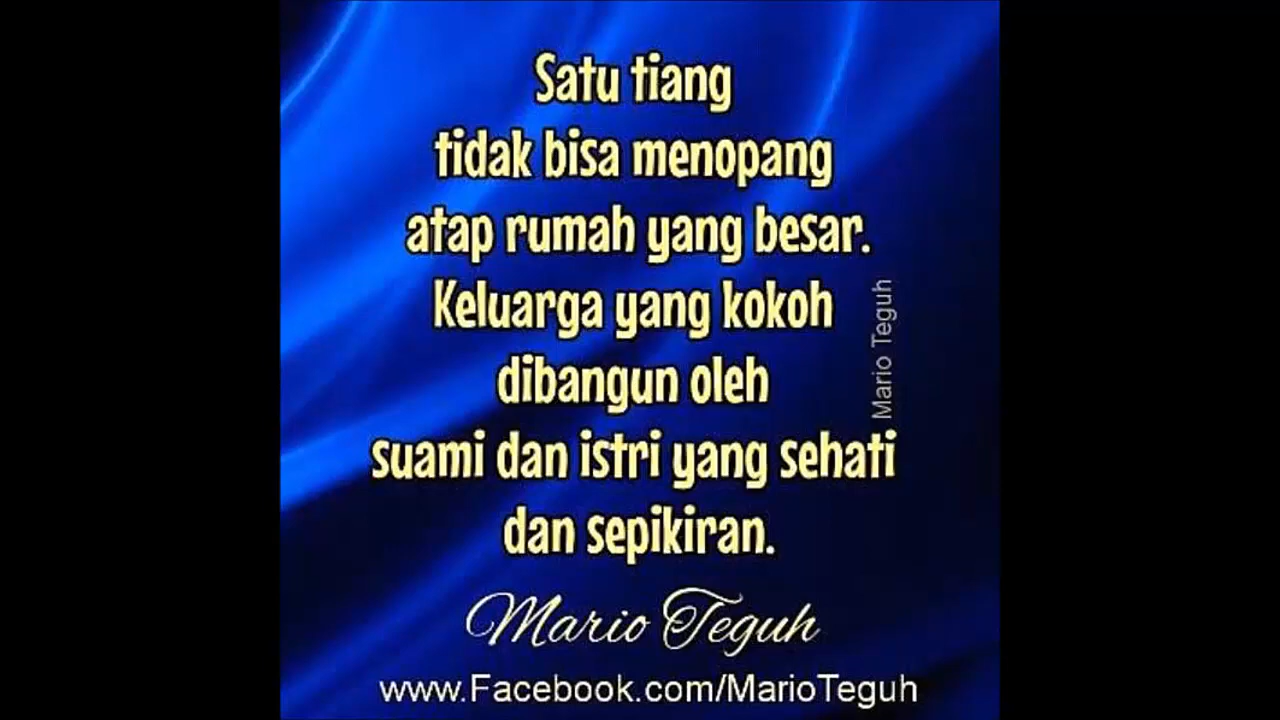 Satu tiang
tidak bisa menopang
atap rumah yang besar.
Keluarga yang kokoh
dibangun oleh
suami dan istri yang sehati
dan sepikiran.
Mario Teguh
Mario Teguh
www.Facebook.com/MarioTeguh